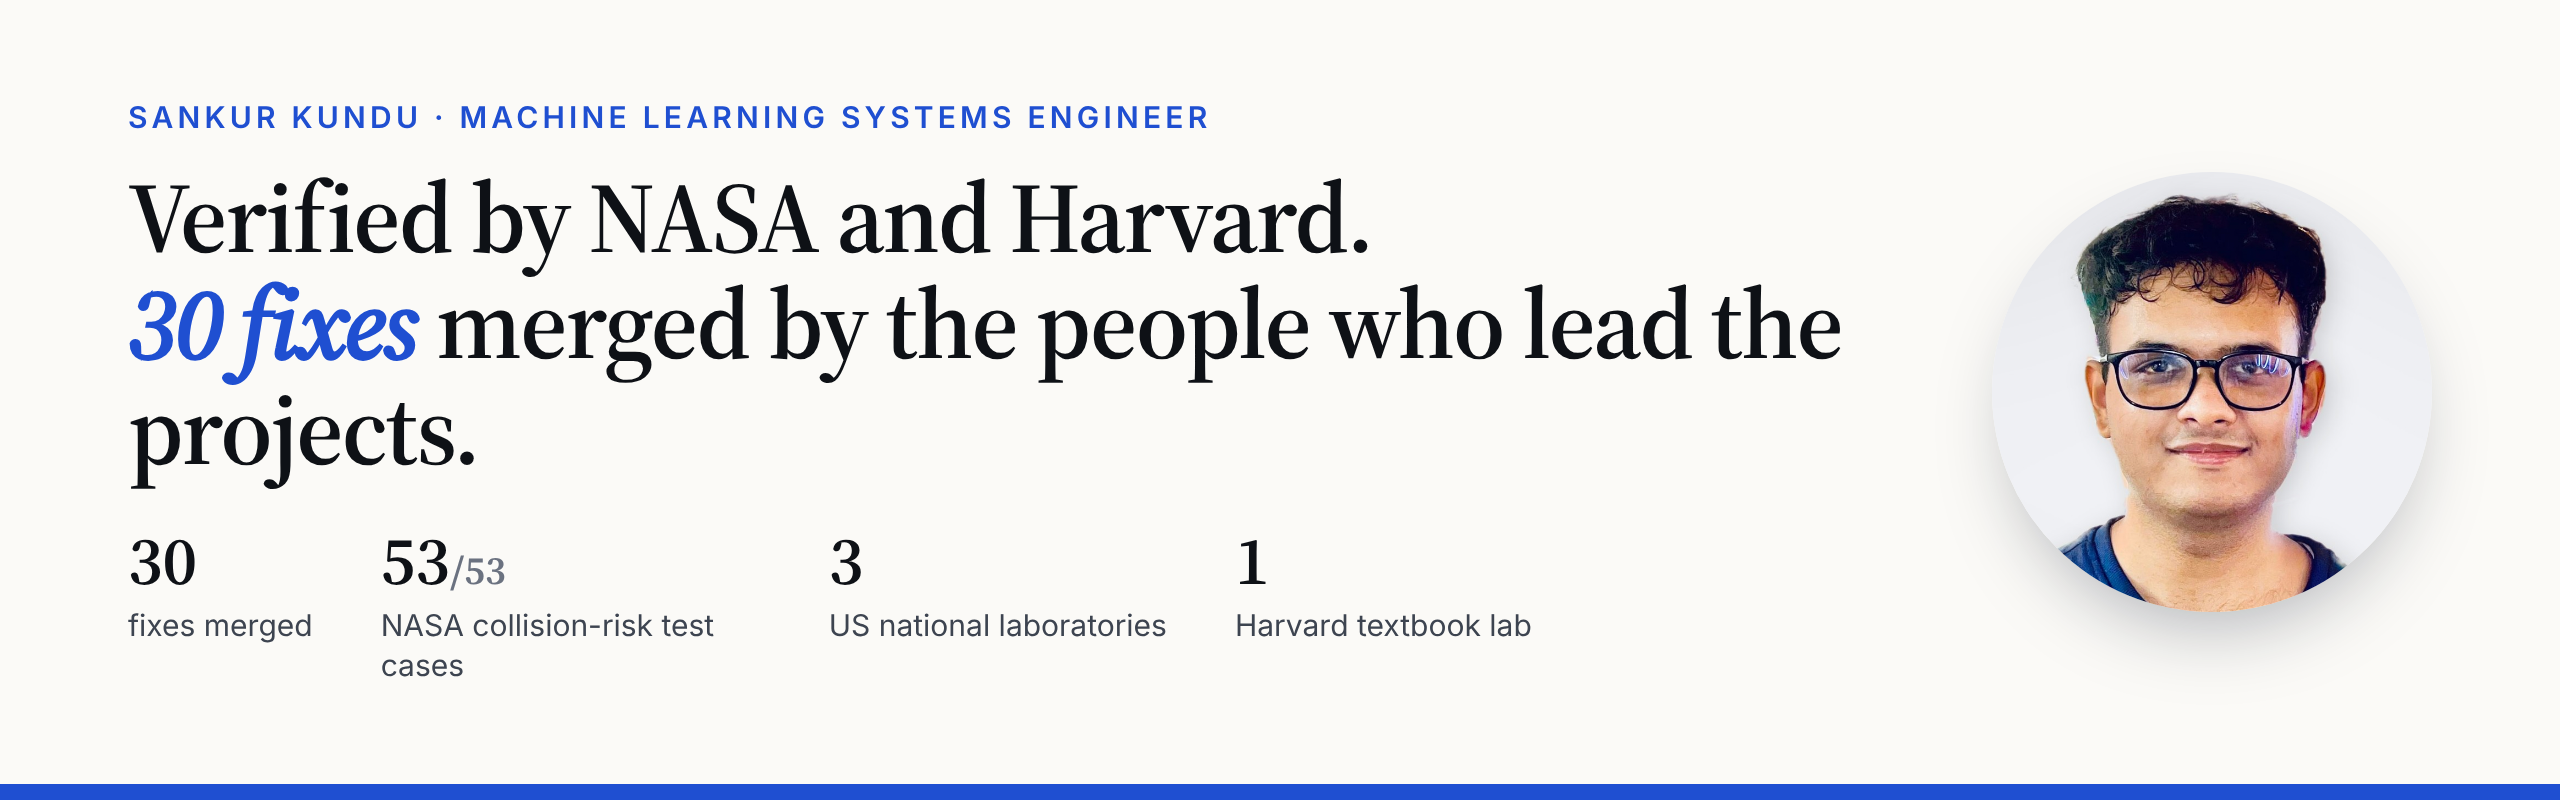 SANKUR KUNDU · MACHINE LEARNING SYSTEMS ENGINEER
Verified by NASA and Harvard.
30 fixes merged by the people who lead the
projects.
30
fixes merged
53/53
NASA collision-risk test
cases
3
US national laboratories
1
Harvard textbook lab